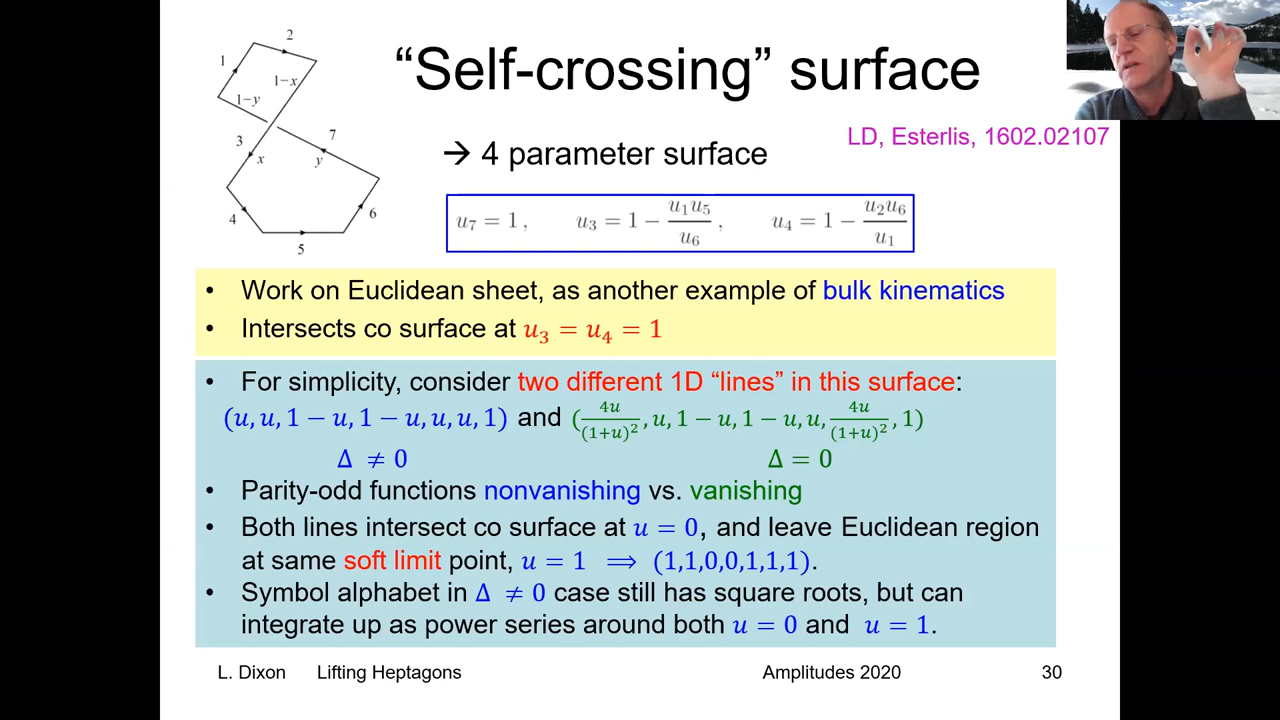 “Self-crossing” surface
1
2
1−x
1−y
3
x
7
y
4
6
5
LD, Esterlis, 1602.02107
→ 4 parameter surface
u₇ = 1 , u₃ = 1 − u₁u₅/u₆ , u₄ = 1 − u₂u₆/u₁
• Work on Euclidean sheet, as another example of bulk kinematics
• Intersects co surface at u₃ = u₄ = 1
• For simplicity, consider two different 1D “lines” in this surface:
(u, u, 1 − u, 1 − u, u, u, 1) and (4u/(1+u)², u, 1 − u, 1 − u, u, 4u/(1+u)², 1)
Δ ≠ 0 Δ = 0
• Parity-odd functions nonvanishing vs. vanishing
• Both lines intersect co surface at u = 0, and leave Euclidean region
at same soft limit point, u = 1 ⟹ (1,1,0,0,1,1,1).
• Symbol alphabet in Δ ≠ 0 case still has square roots, but can
integrate up as power series around both u = 0 and u = 1.
L. Dixon Lifting Heptagons Amplitudes 2020 30